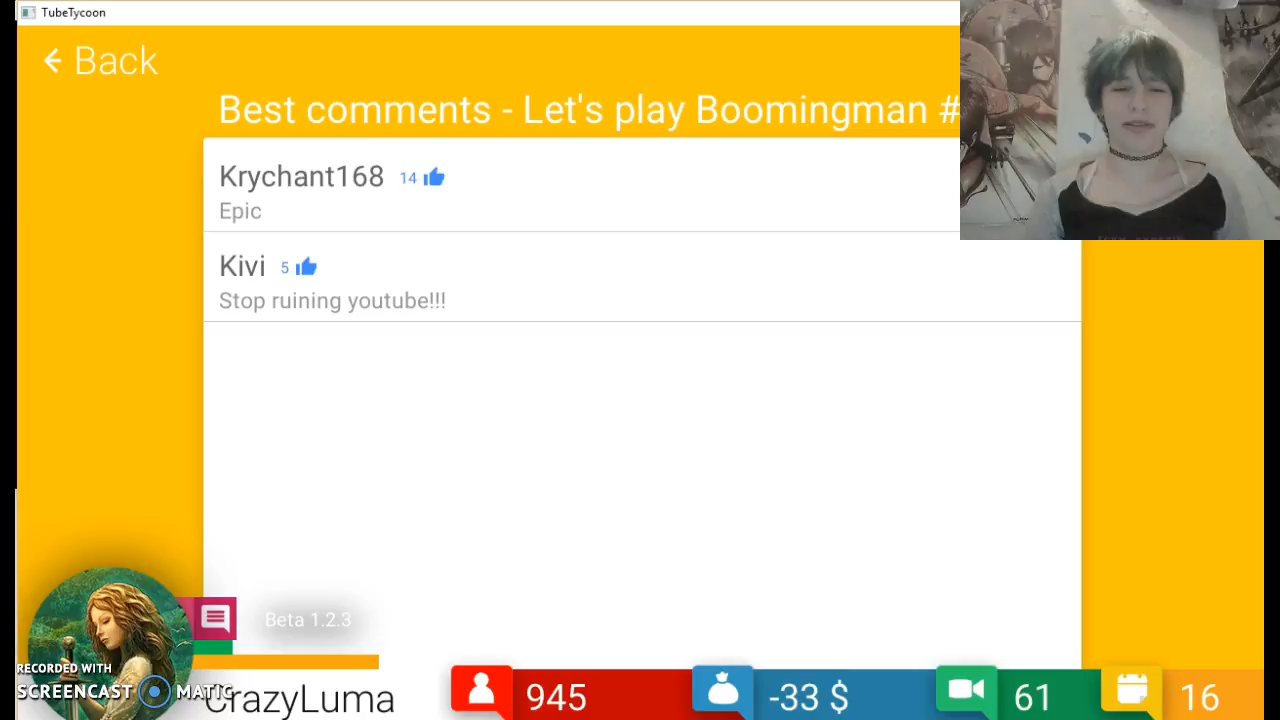 TubeTycoon
Back
Best comments - Let's play Boomingman #
Krychant168 14
Epic
Kivi 5
Stop ruining youtube!!!
Beta 1.2.3
RECORDED WITH
SCREENCAST MATIC
CrazyLuma
945
-33 $
61
16